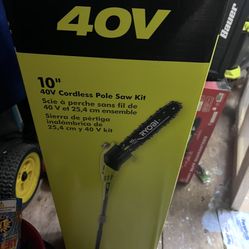 40V
10"
40V Cordless Pole Saw Kit
Scie à perche sans fil de
40 V et 25,4 cm ensemble
Sierra de pértiga
inalámbrica de
25,4 cm y 40 V kit
RYOBI
Bauer